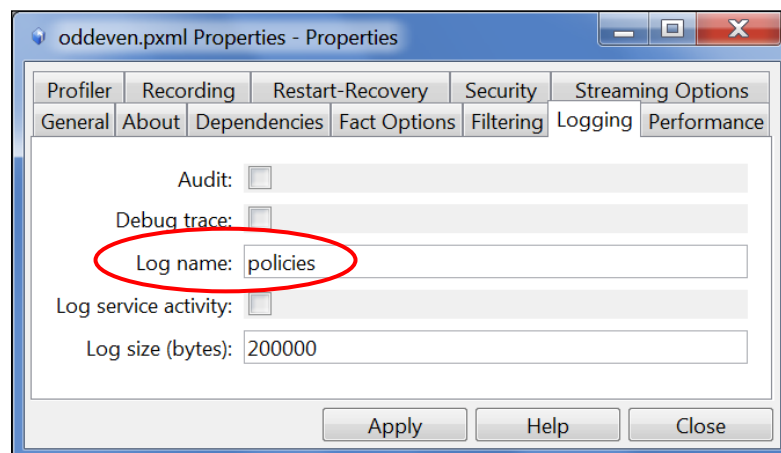 oddeven.pxml Properties - Properties
Profiler Recording Restart-Recovery Security Streaming Options
General About Dependencies Fact Options Filtering Logging Performance
Audit:
Debug trace:
Log name: policies
Log service activity:
Log size (bytes): 200000
Apply Help Close